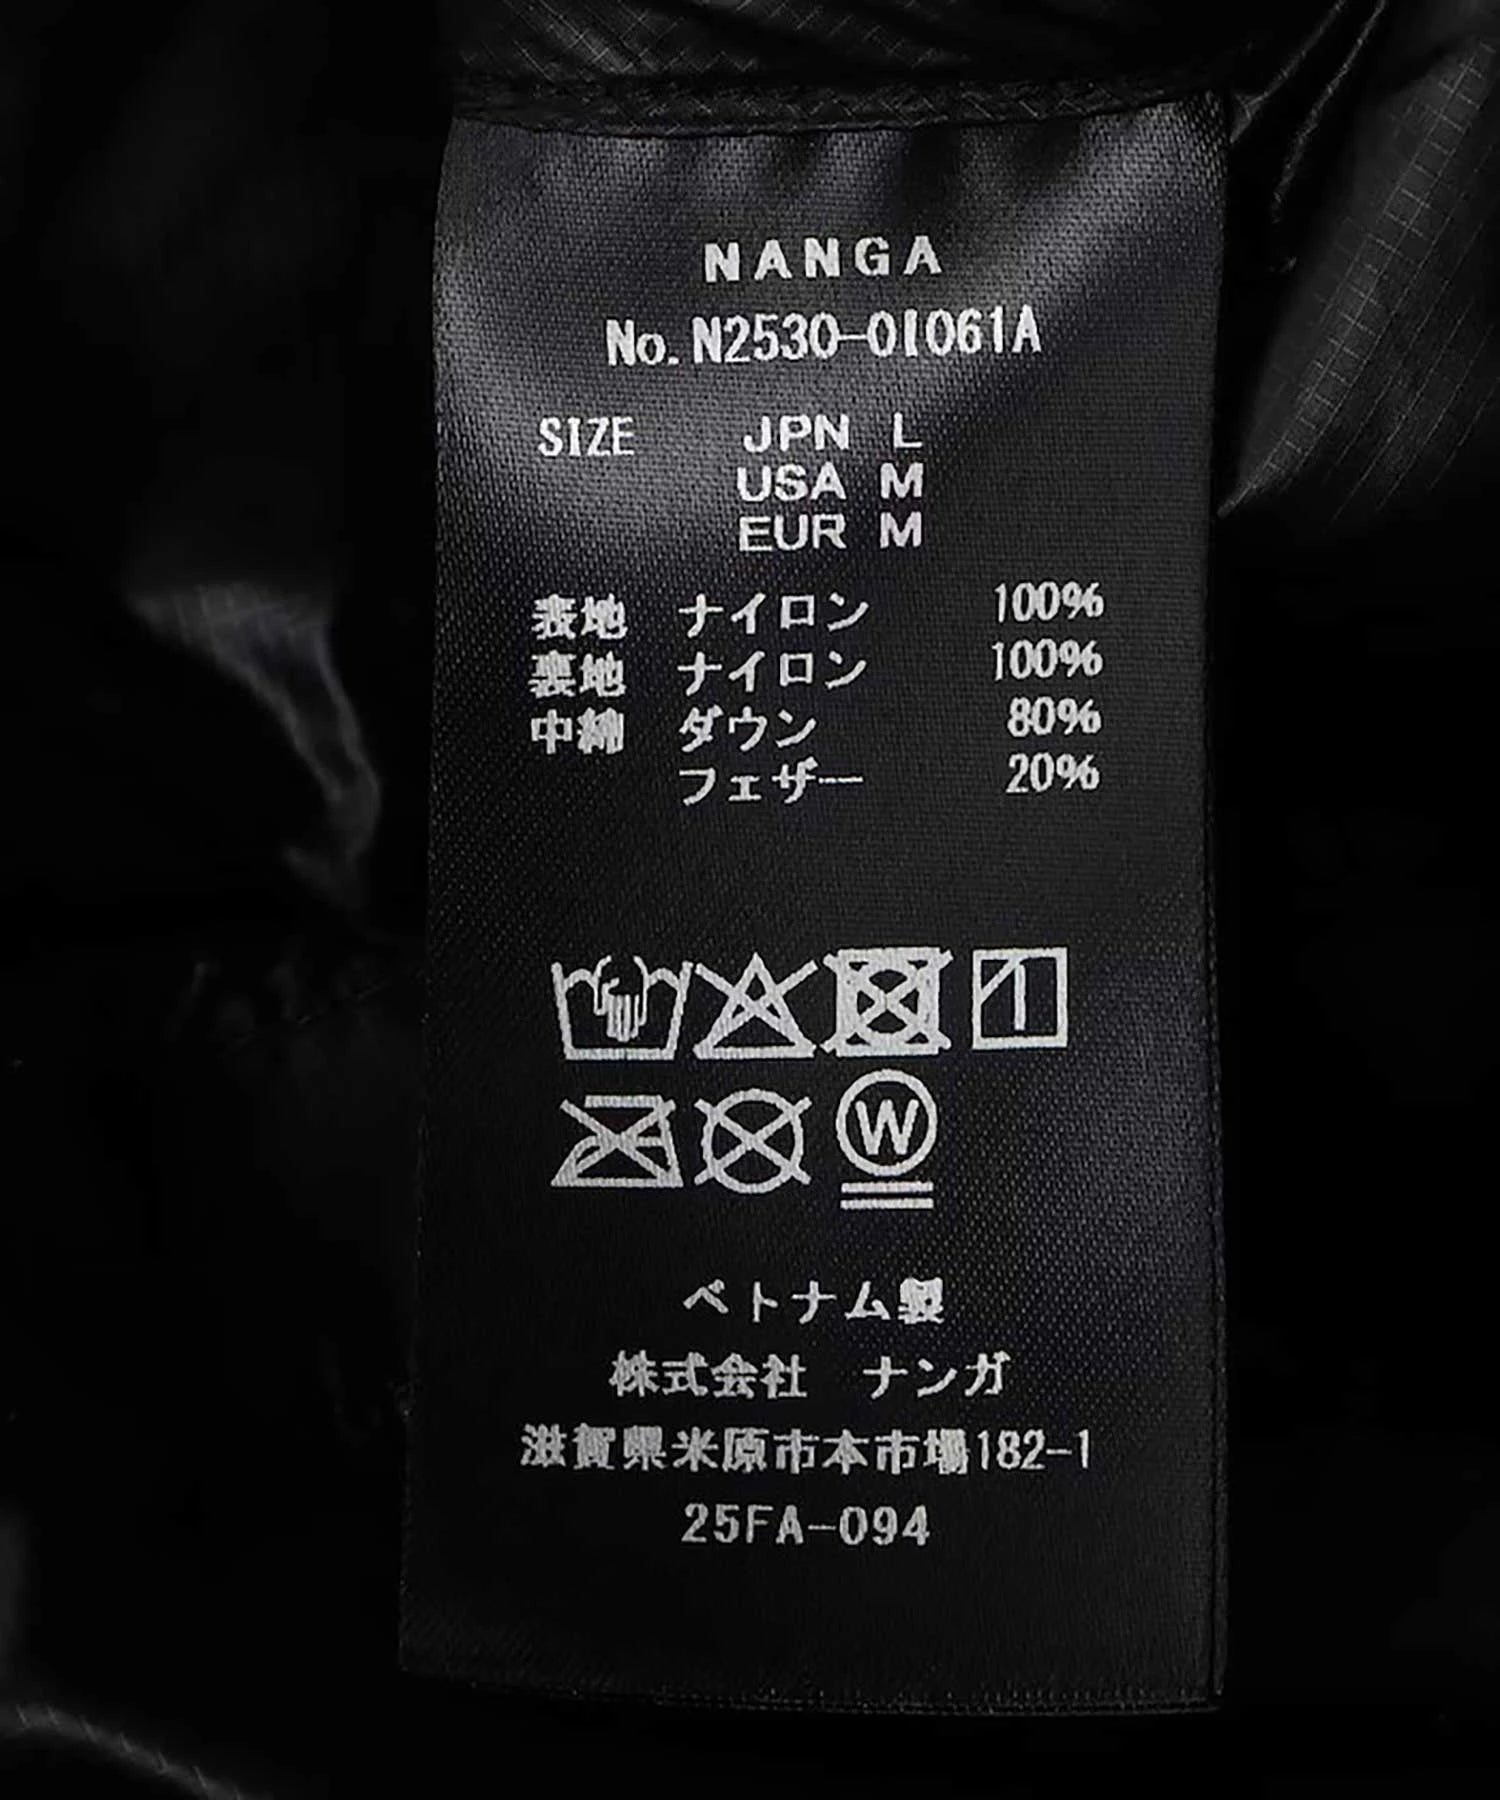 NANGA
No. N2530-0I061A
SIZE JPN L
USA M
EUR M
表地 ナイロン 100%
裏地 ナイロン 100%
中綿 ダウン 80%
フェザー 20%
W
ベトナム製
株式会社 ナンガ
滋賀県米原市本市場182-1
25FA-094